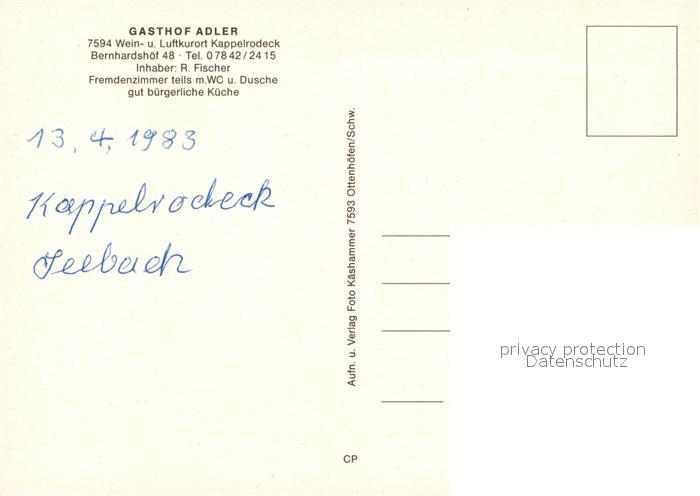 GASTHOF ADLER
7594 Wein- u. Luftkurort Kappelrodeck
Bernhardshöf 48 · Tel. 0 78 42 / 24 15
Inhaber: R. Fischer
Fremdenzimmer teils m.WC u. Dusche
gut bürgerliche Küche
13. 4. 1983
Kappelrodeck
Seebach
Aufn. u. Verlag Foto Käshammer 7593 Ottenhöfen/Schw.
CP
privacy protection
Datenschutz